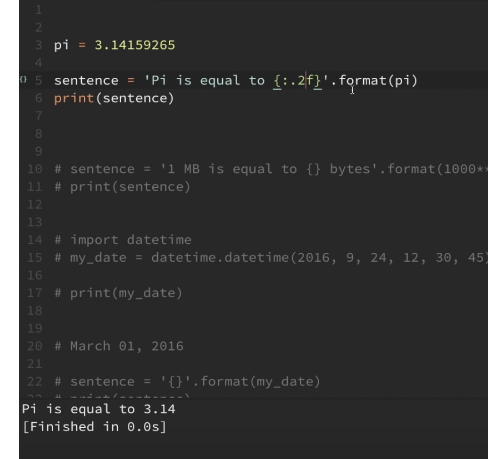 1
2
3 pi = 3.14159265
4
5 sentence = 'Pi is equal to {:.2f}'.format(pi)
6 print(sentence)
7
8
9
10 # sentence = '1 MB is equal to {} bytes'.format(1000**
11 # print(sentence)
12
13
14 # import datetime
15 # my_date = datetime.datetime(2016, 9, 24, 12, 30, 45)
16
17 # print(my_date)
18
19
20 # March 01, 2016
21
22 # sentence = '{}'.format(my_date)
23 # print(sentence)
Pi is equal to 3.14
[Finished in 0.0s]